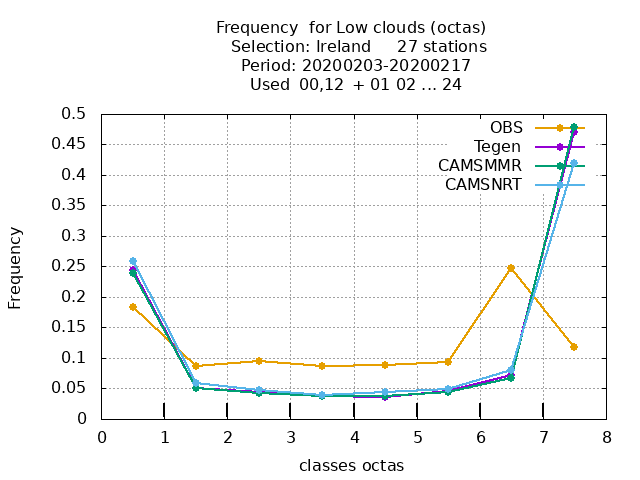 Frequency  for Low clouds (octas)
Selection: Ireland     27 stations
Period: 20200203-20200217
Used  00,12  + 01 02 ... 24
0.5
0.45
0.4
0.35
0.3
0.25
0.2
0.15
0.1
0.05
0
Frequency
OBS
Tegen
CAMSMMR
CAMSNRT
0 1 2 3 4 5 6 7 8
classes octas